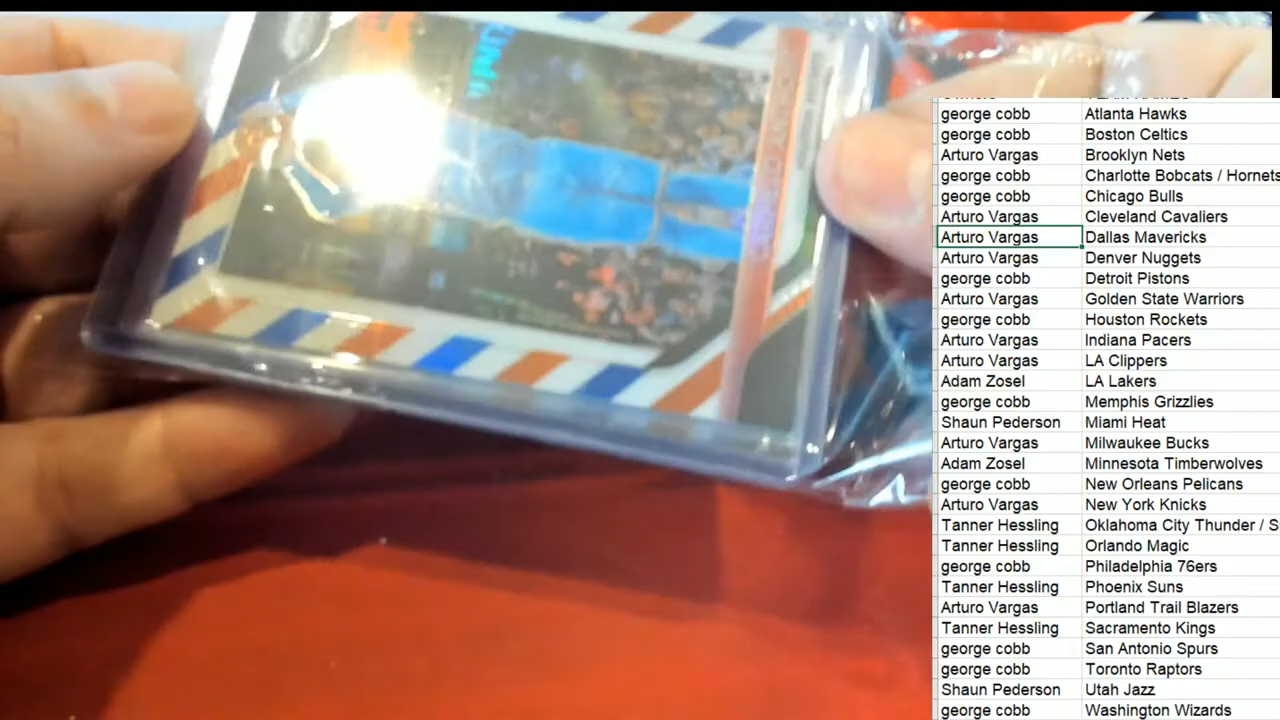 george cobb Atlanta Hawks
george cobb Boston Celtics
Arturo Vargas Brooklyn Nets
george cobb Charlotte Bobcats / Hornets
george cobb Chicago Bulls
Arturo Vargas Cleveland Cavaliers
Arturo Vargas Dallas Mavericks
Arturo Vargas Denver Nuggets
george cobb Detroit Pistons
Arturo Vargas Golden State Warriors
george cobb Houston Rockets
Arturo Vargas Indiana Pacers
Arturo Vargas LA Clippers
Adam Zosel LA Lakers
george cobb Memphis Grizzlies
Shaun Pederson Miami Heat
Arturo Vargas Milwaukee Bucks
Adam Zosel Minnesota Timberwolves
george cobb New Orleans Pelicans
Arturo Vargas New York Knicks
Tanner Hessling Oklahoma City Thunder / S
Tanner Hessling Orlando Magic
george cobb Philadelphia 76ers
Tanner Hessling Phoenix Suns
Arturo Vargas Portland Trail Blazers
Tanner Hessling Sacramento Kings
george cobb San Antonio Spurs
george cobb Toronto Raptors
Shaun Pederson Utah Jazz
george cobb Washington Wizards